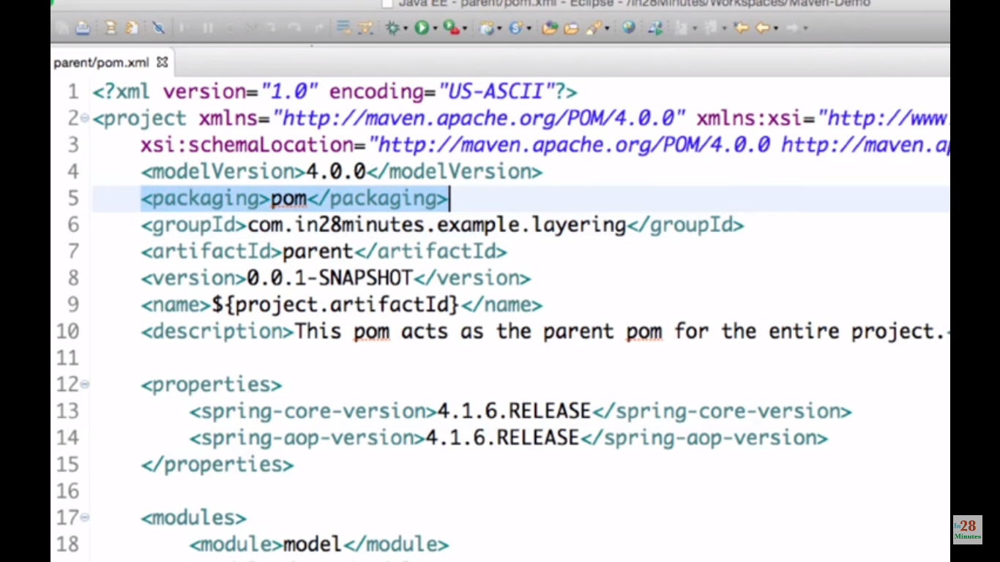 Java EE - parent/pom.xml - Eclipse - /in28Minutes/Workspaces/Maven-Demo
parent/pom.xml
1 <?xml version="1.0" encoding="US-ASCII"?>
2 <project xmlns="http://maven.apache.org/POM/4.0.0" xmlns:xsi="http://www
3 xsi:schemaLocation="http://maven.apache.org/POM/4.0.0 http://maven.ap
4 <modelVersion>4.0.0</modelVersion>
5 <packaging>pom</packaging>
6 <groupId>com.in28minutes.example.layering</groupId>
7 <artifactId>parent</artifactId>
8 <version>0.0.1-SNAPSHOT</version>
9 <name>${project.artifactId}</name>
10 <description>This pom acts as the parent pom for the entire project.<
11
12 <properties>
13 <spring-core-version>4.1.6.RELEASE</spring-core-version>
14 <spring-aop-version>4.1.6.RELEASE</spring-aop-version>
15 </properties>
16
17 <modules>
18 <module>model</module>
In28
Minutes